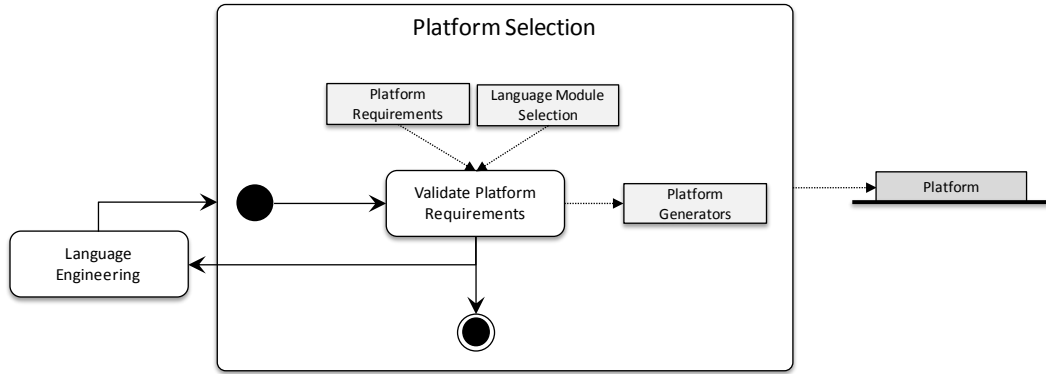 Platform Selection
Platform
Requirements
Language Module
Selection
Validate Platform
Requirements
Platform
Generators
Platform
Language
Engineering